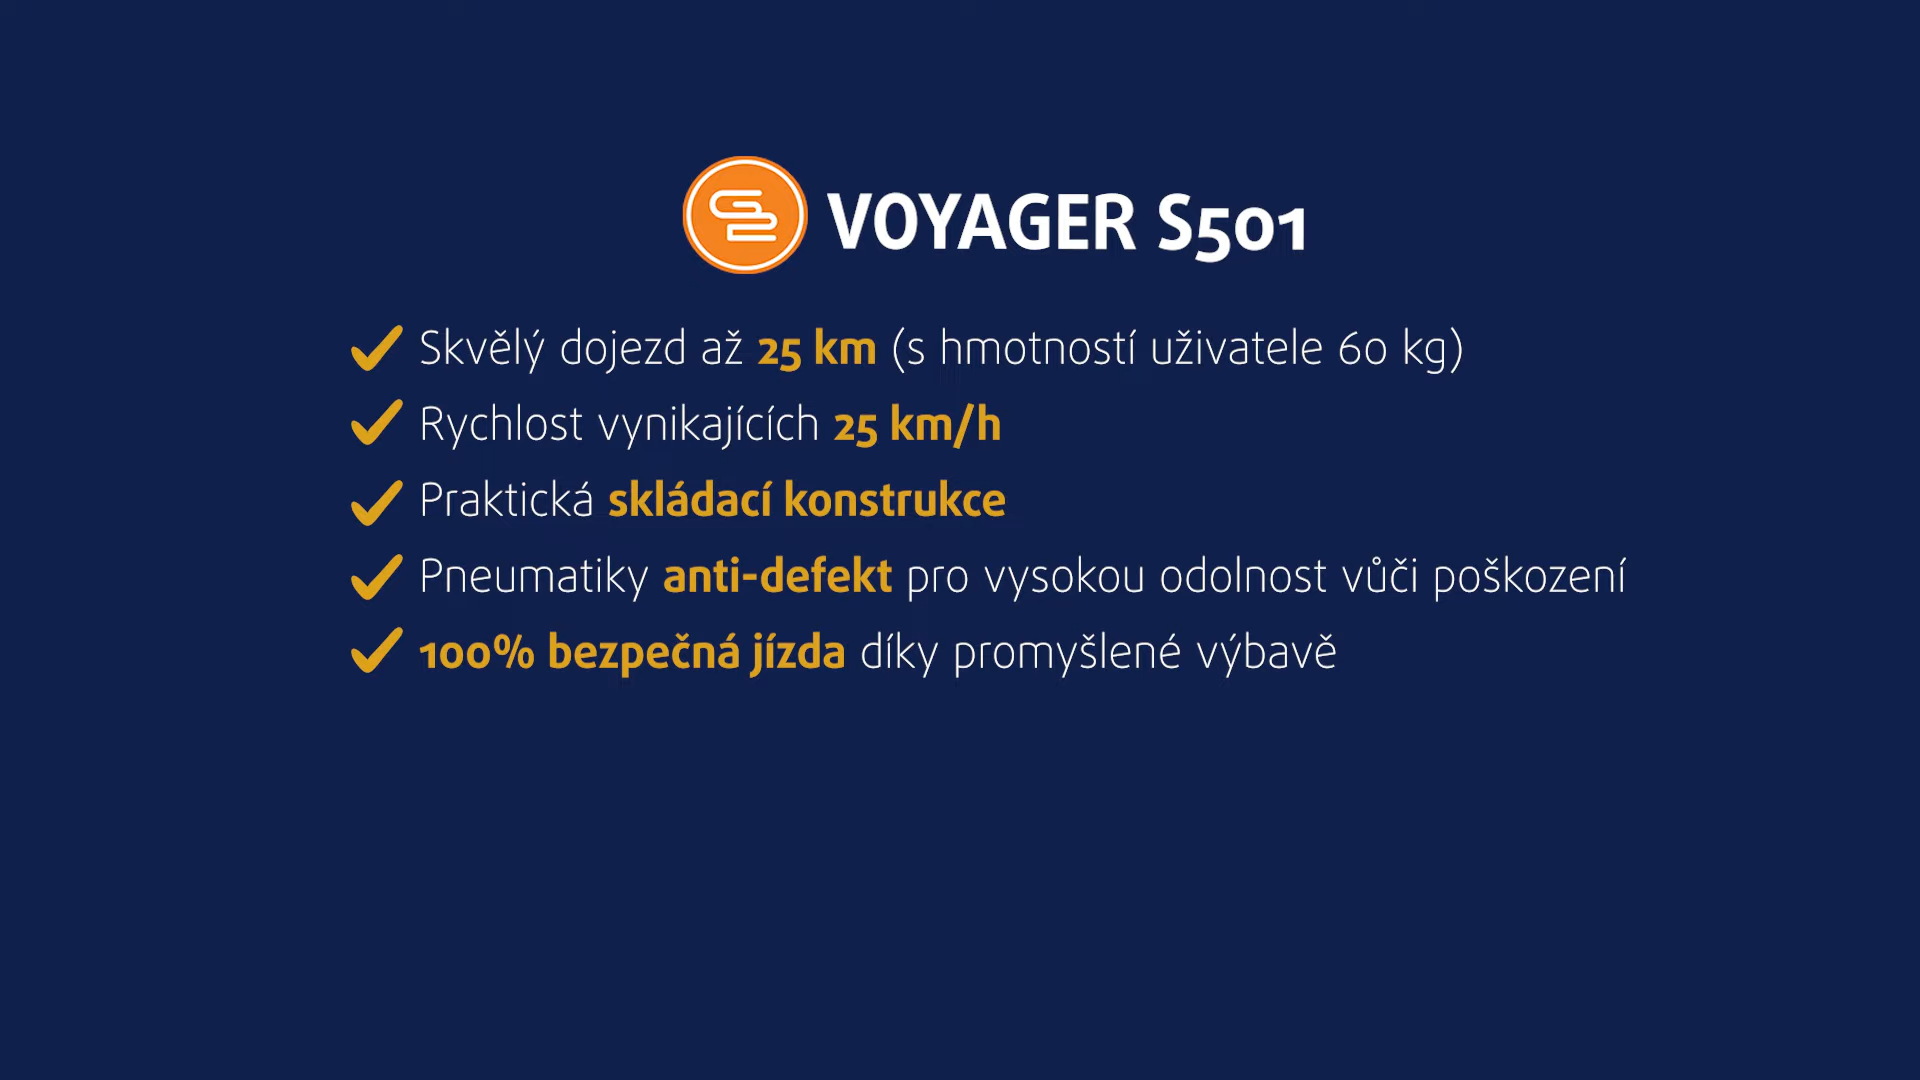 VOYAGER S501
Skvělý dojezd až 25 km (s hmotností uživatele 60 kg)
Rychlost vynikajících 25 km/h
Praktická skládací konstrukce
Pneumatiky anti-defekt pro vysokou odolnost vůči poškození
100% bezpečná jízda díky promyšlené výbavě